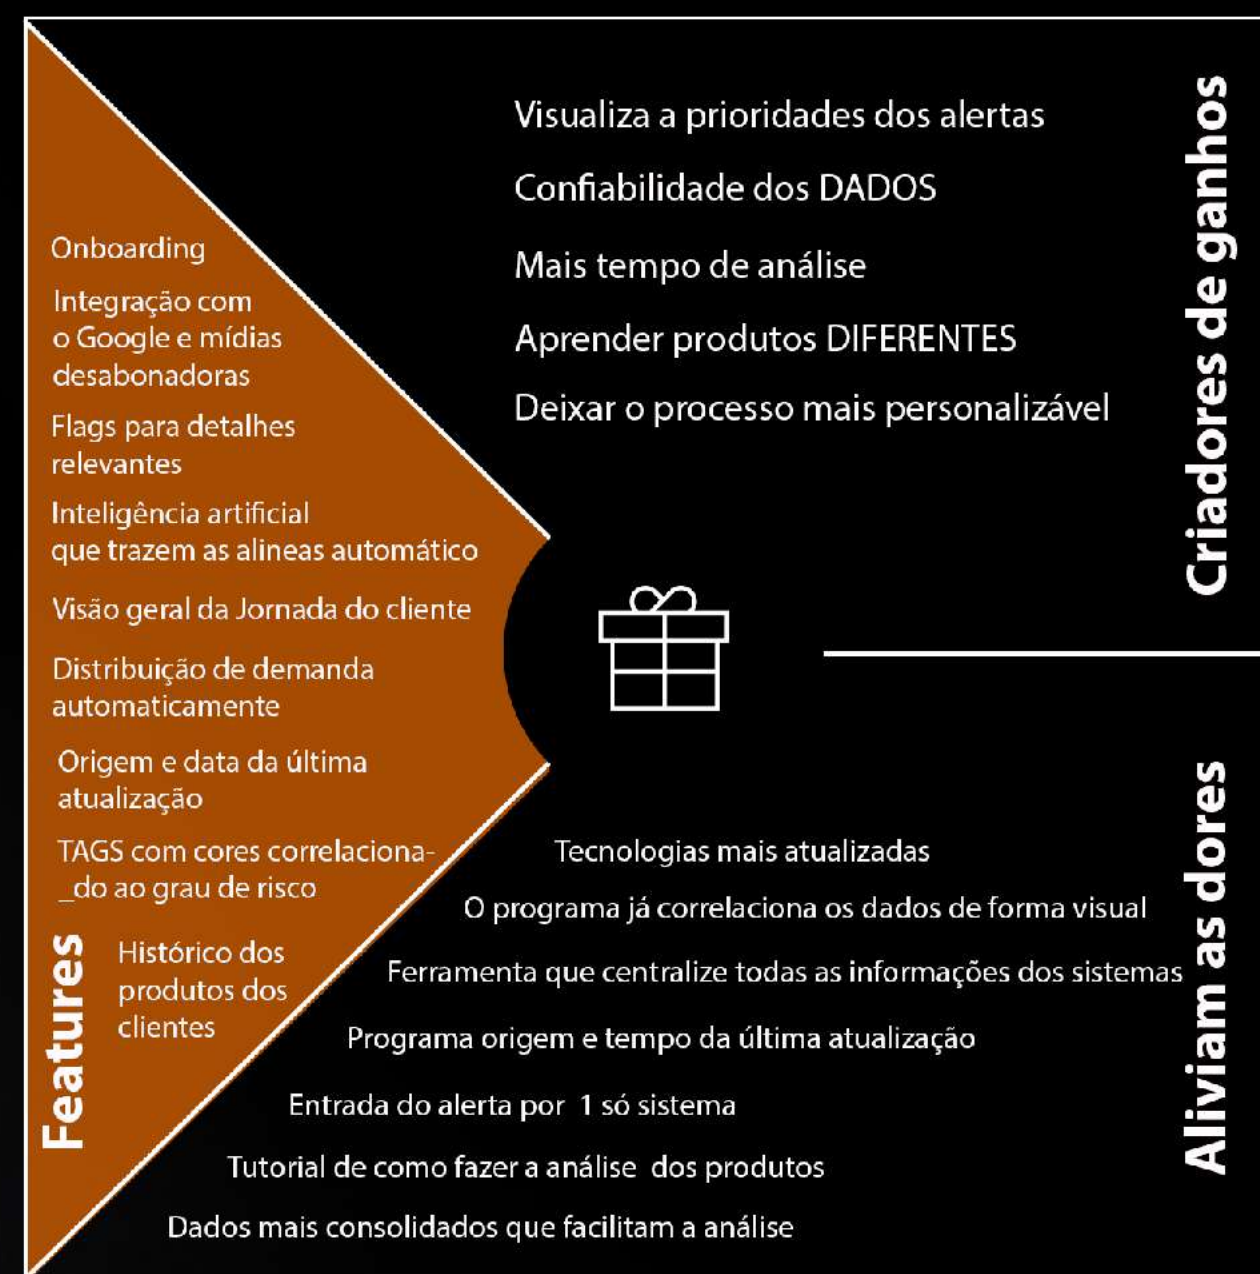 Criadores de ganhos
Visualiza a prioridades dos alertas
Confiabilidade dos DADOS
Mais tempo de análise
Aprender produtos DIFERENTES
Deixar o processo mais personalizável
Features
Onboarding
Integração com
o Google e mídias
desabonadoras
Flags para detalhes
relevantes
Inteligência artificial
que trazem as alineas automático
Visão geral da Jornada do cliente
Distribuição de demanda
automaticamente
Origem e data da última
atualização
TAGS com cores correlaciona-
_do ao grau de risco
Histórico dos
produtos dos
clientes
Aliviam as dores
Tecnologias mais atualizadas
O programa já correlaciona os dados de forma visual
Ferramenta que centralize todas as informações dos sistemas
Programa origem e tempo da última atualização
Entrada do alerta por 1 só sistema
Tutorial de como fazer a análise dos produtos
Dados mais consolidados que facilitam a análise